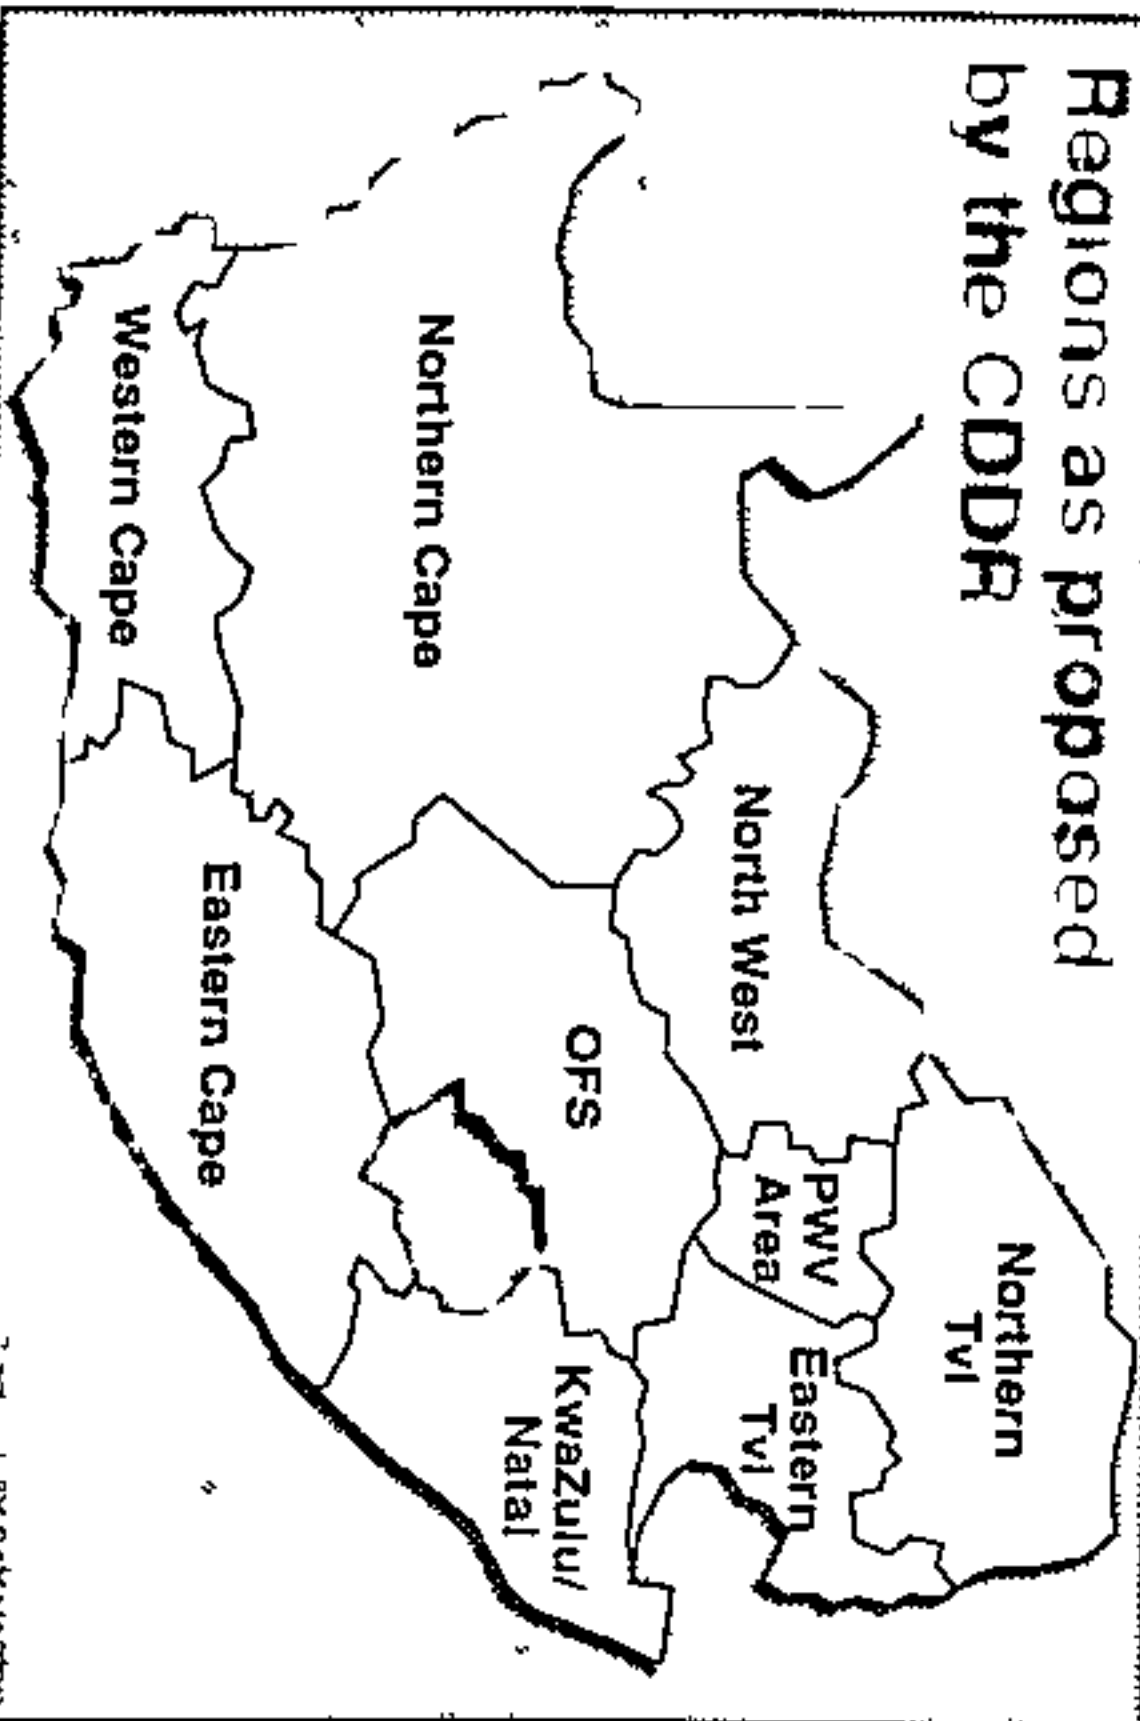 Regions as proposed
by the CDDR
Northern
Tvl
PWV
Area
Eastern
Tvl
North West
OFS
KwaZulu/
Natal
Northern Cape
Eastern Cape
Western Cape